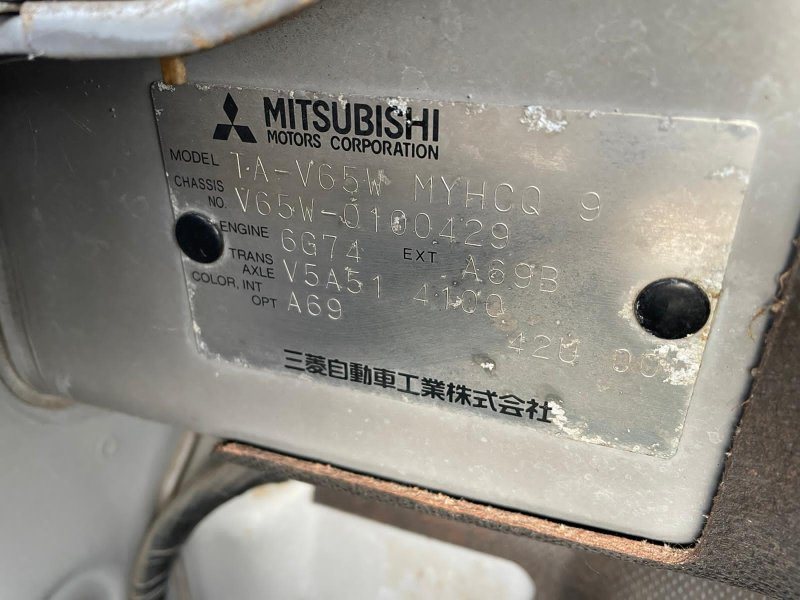 MITSUBISHI
MOTORS CORPORATION
MODEL TA-V65W MYHCQ 9
CHASSIS NO. V65W-0100429
ENGINE 6G74 EXT A69B
TRANS AXLE V5A51 4100
COLOR, INT OPT A69
三菱自動車工業株式会社